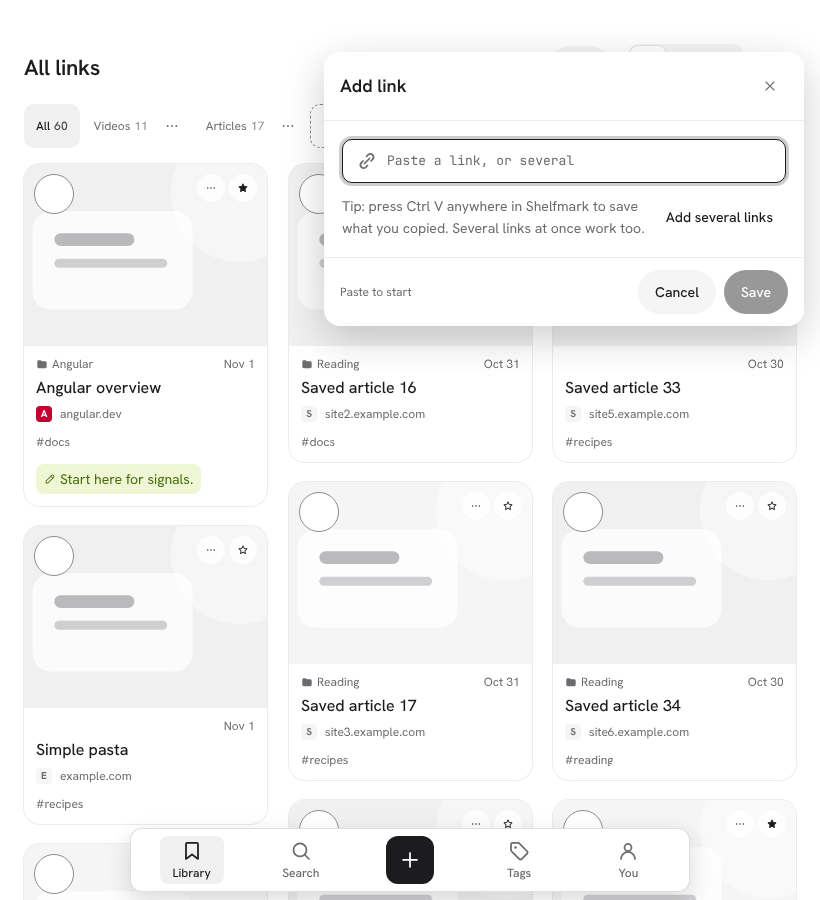 All links
Add link
All 60
Videos 11
Articles 17
Paste a link, or several
Tip: press Ctrl V anywhere in Shelfmark to save
what you copied. Several links at once work too.
Add several links
Paste to start
Cancel
Save
Angular
Nov 1
Angular overview
A
angular.dev
#docs
Start here for signals.
Reading
Oct 31
Saved article 16
S
site2.example.com
#docs
Oct 30
Saved article 33
S
site5.example.com
#recipes
Nov 1
Simple pasta
E
example.com
#recipes
Reading
Oct 31
Saved article 17
S
site3.example.com
#recipes
Reading
Oct 30
Saved article 34
S
site6.example.com
#reading
Library
Search
Tags
You